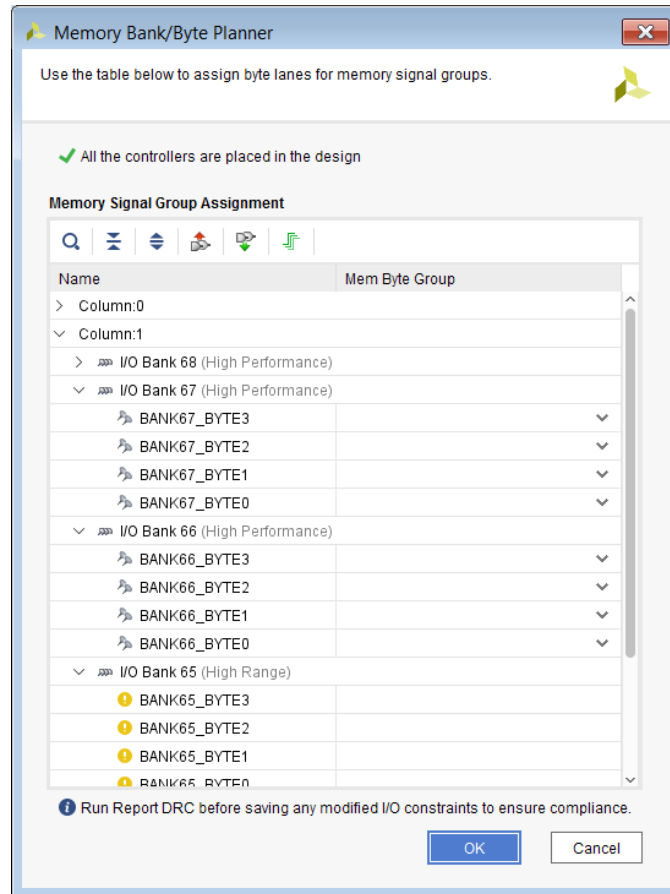 Memory Bank/Byte Planner
Use the table below to assign byte lanes for memory signal groups.
All the controllers are placed in the design
Memory Signal Group Assignment
Name Mem Byte Group
Column:0
Column:1
I/O Bank 68 (High Performance)
I/O Bank 67 (High Performance)
BANK67_BYTE3
BANK67_BYTE2
BANK67_BYTE1
BANK67_BYTE0
I/O Bank 66 (High Performance)
BANK66_BYTE3
BANK66_BYTE2
BANK66_BYTE1
BANK66_BYTE0
I/O Bank 65 (High Range)
BANK65_BYTE3
BANK65_BYTE2
BANK65_BYTE1
BANK65_BYTE0
Run Report DRC before saving any modified I/O constraints to ensure compliance.
OK Cancel